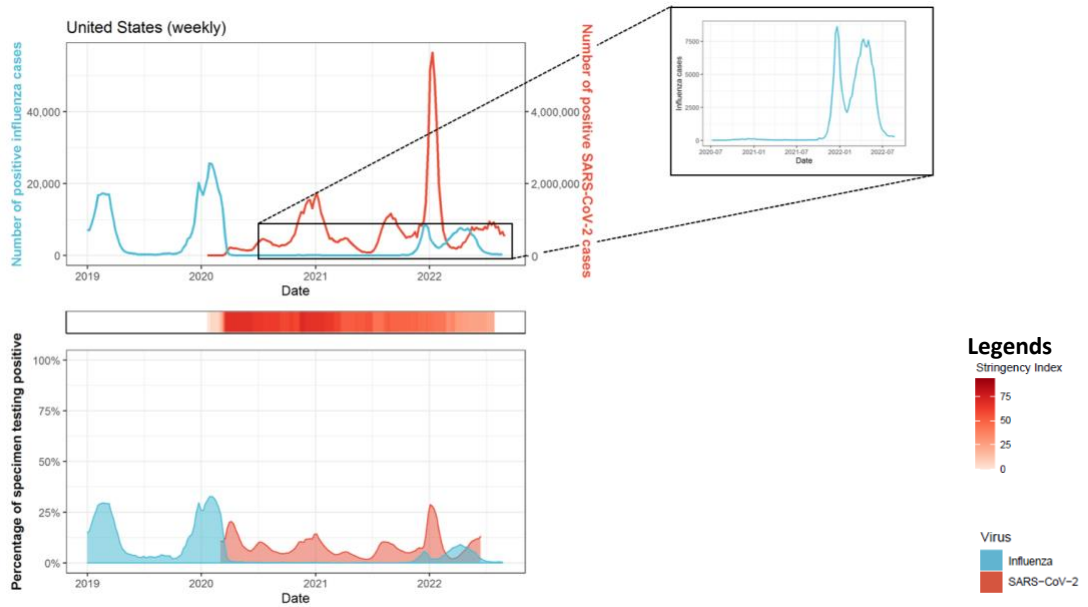 United States (weekly)
Number of positive influenza cases
40,000
20,000
0
4,000,000
2,000,000
0
Number of positive SARS-CoV-2 cases
2019
2020
2021
2022
Date
Influenza cases
7500
5000
2500
0
2020-07
2021-01
2021-07
2022-01
2022-07
Date
Percentage of specimen testing positive
100%
75%
50%
25%
0%
2019
2020
2021
2022
Date
Legends
Stringency Index
75
50
25
0
Virus
Influenza
SARS−CoV−2